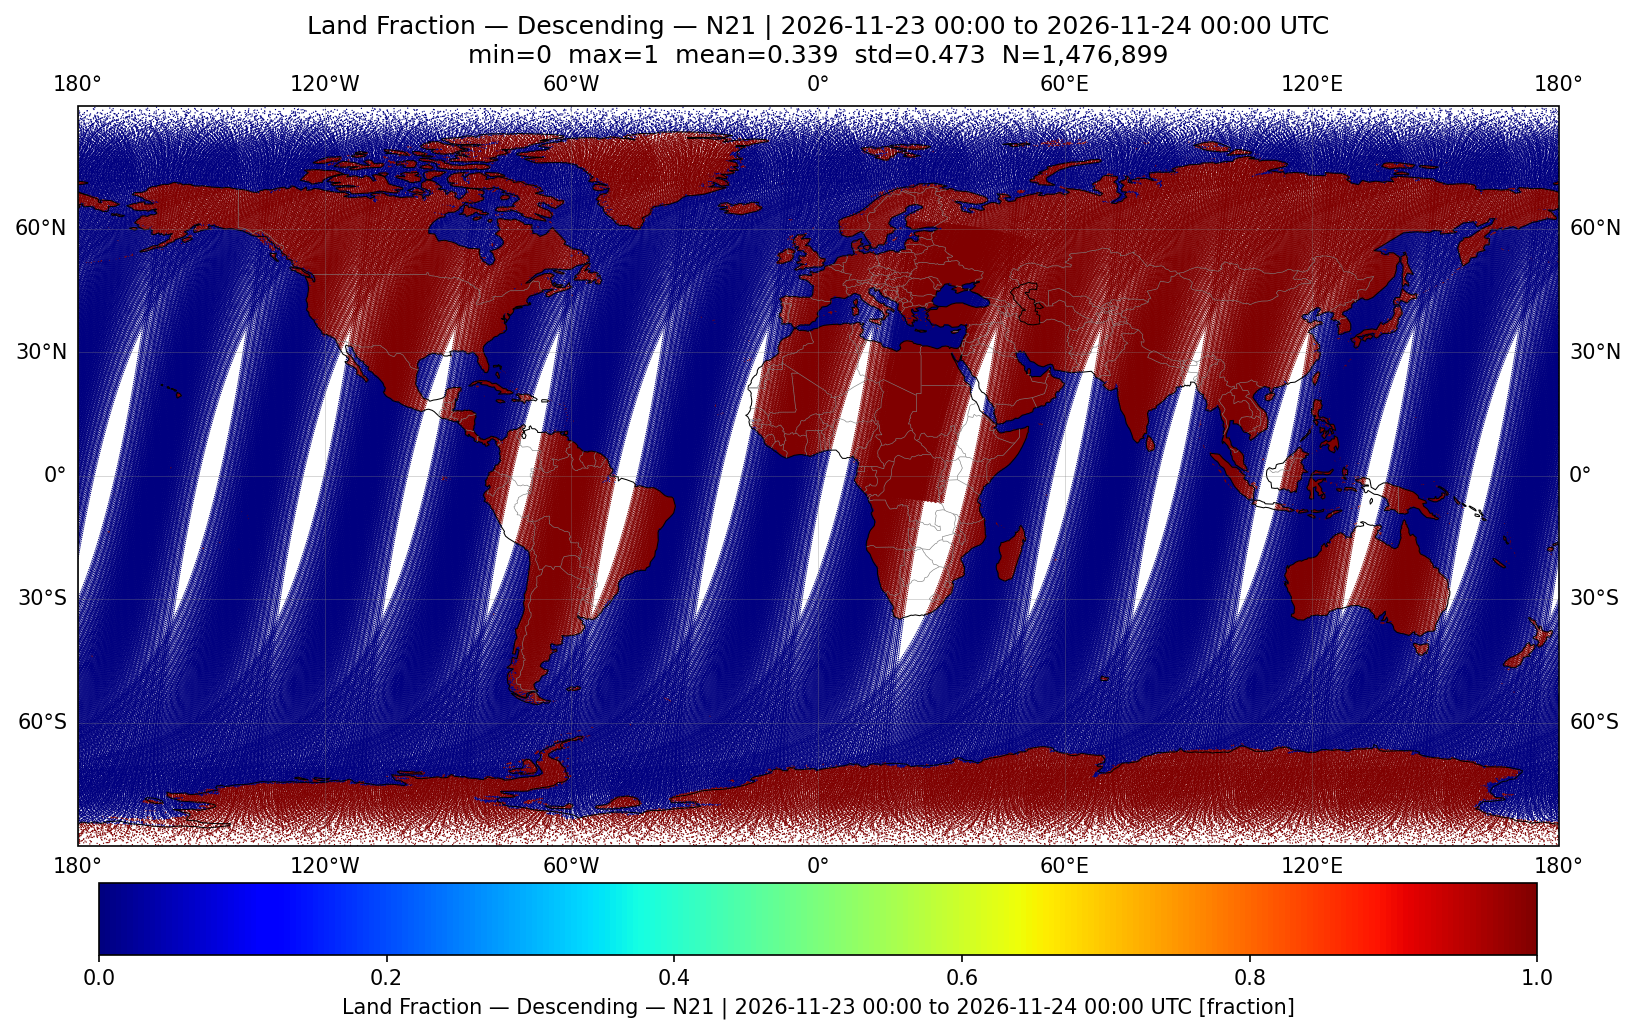 Land Fraction — Descending — N21 | 2026-11-23 00:00 to 2026-11-24 00:00 UTC
min=0  max=1  mean=0.339  std=0.473  N=1,476,899
180° 120°W 60°W 0° 60°E 120°E 180°
60°N 60°N
30°N 30°N
0° 0°
30°S 30°S
60°S 60°S
180° 120°W 60°W 0° 60°E 120°E 180°
0.0 0.2 0.4 0.6 0.8 1.0
Land Fraction — Descending — N21 | 2026-11-23 00:00 to 2026-11-24 00:00 UTC [fraction]